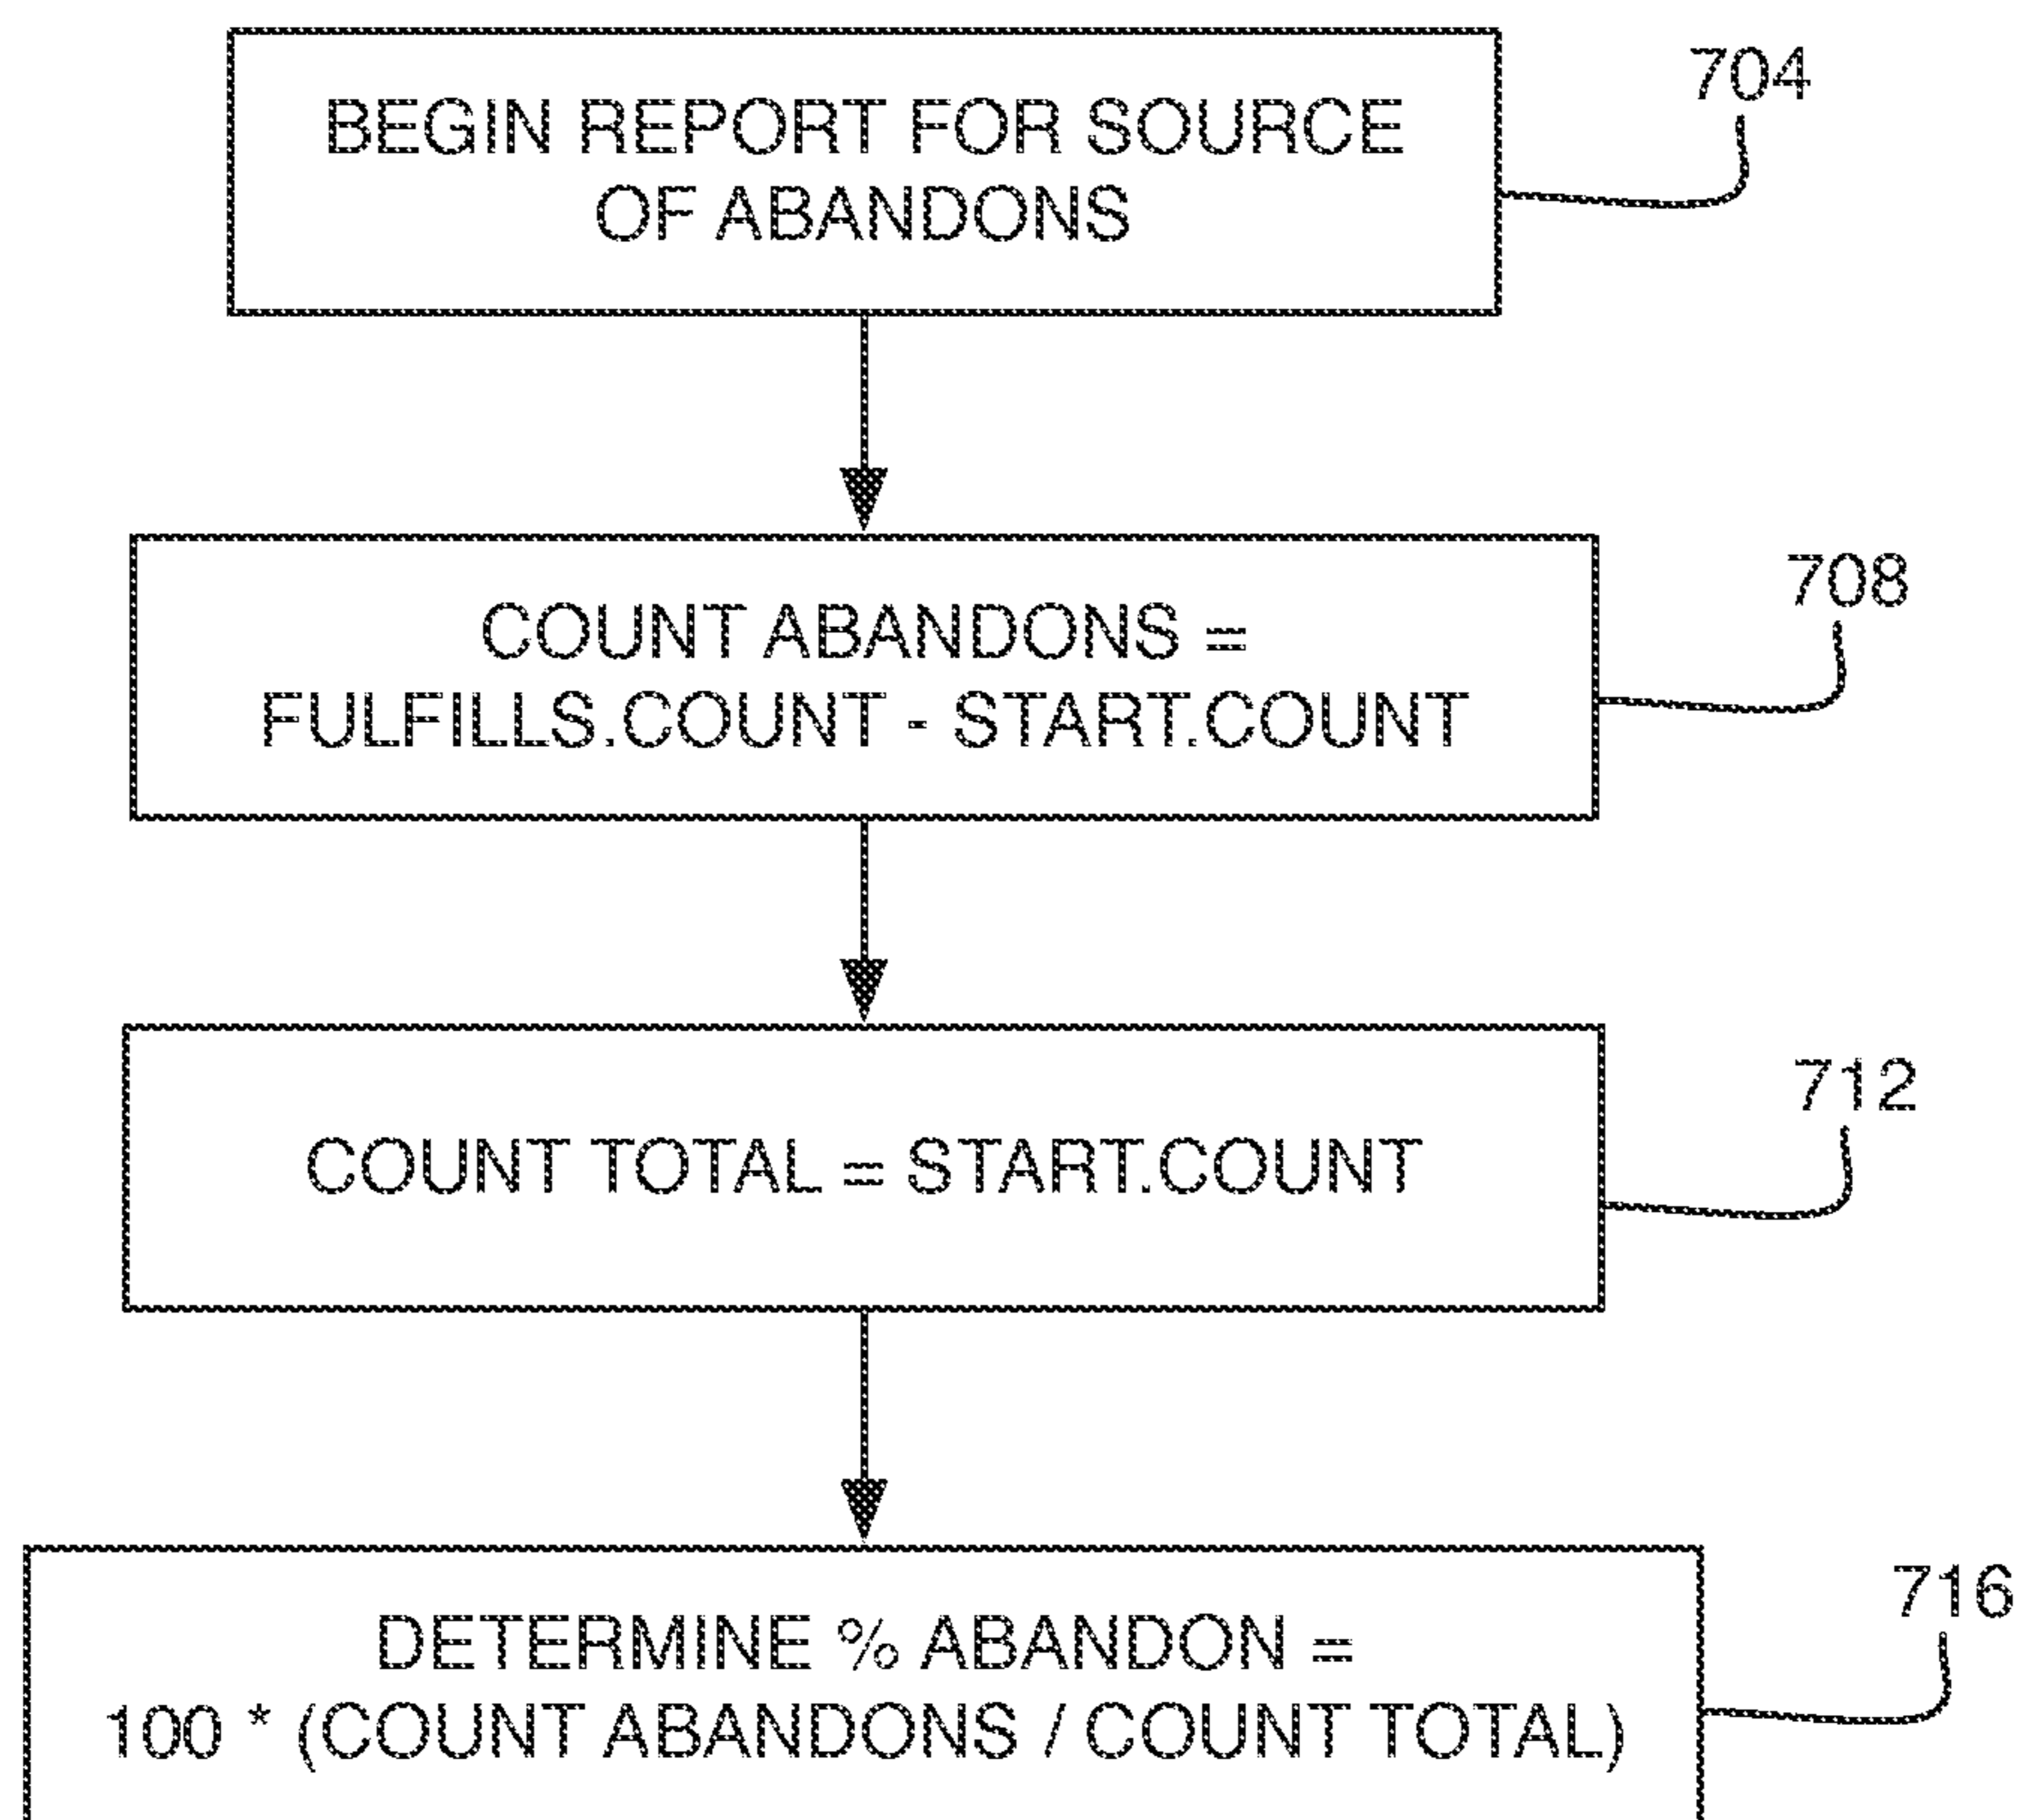 704
BEGIN REPORT FOR SOURCE
OF ABANDONS
708
COUNT ABANDONS =
FULFILLS.COUNT - START.COUNT
712
COUNT TOTAL = START.COUNT
716
DETERMINE % ABANDON =
100 * (COUNT ABANDONS / COUNT TOTAL)